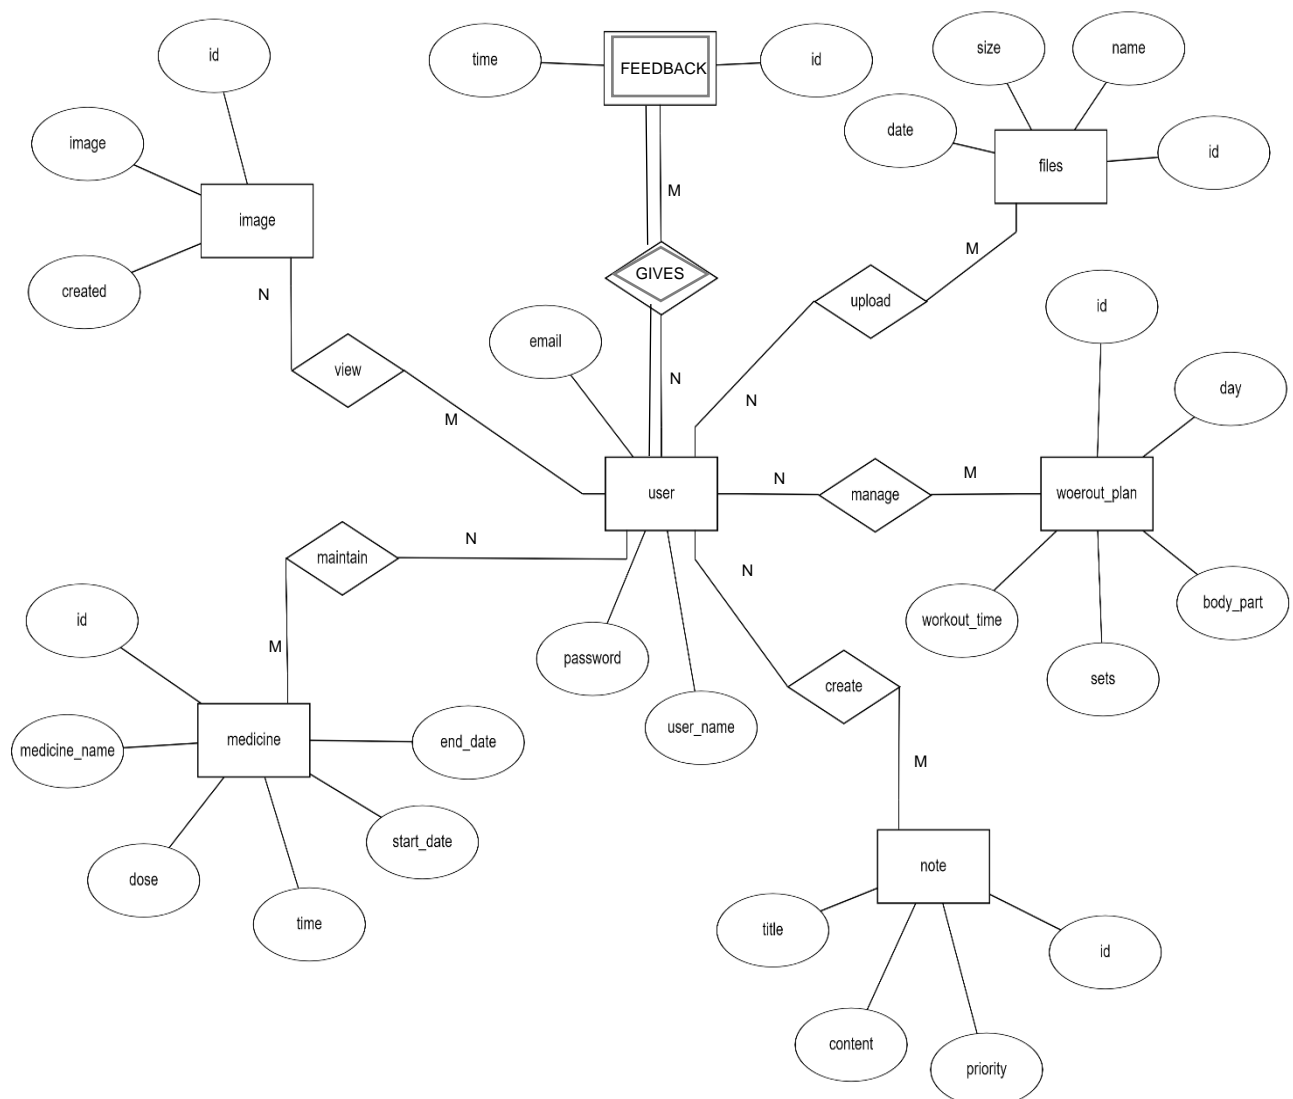 id
image
image
created
N
view
M
time
FEEDBACK
id
M
GIVES
N
size
name
date
files
id
M
upload
N
email
user
password
user_name
N
manage
M
id
day
woerout_plan
workout_time
sets
body_part
maintain
N
M
id
medicine_name
medicine
end_date
start_date
dose
time
N
create
M
note
title
content
priority
id